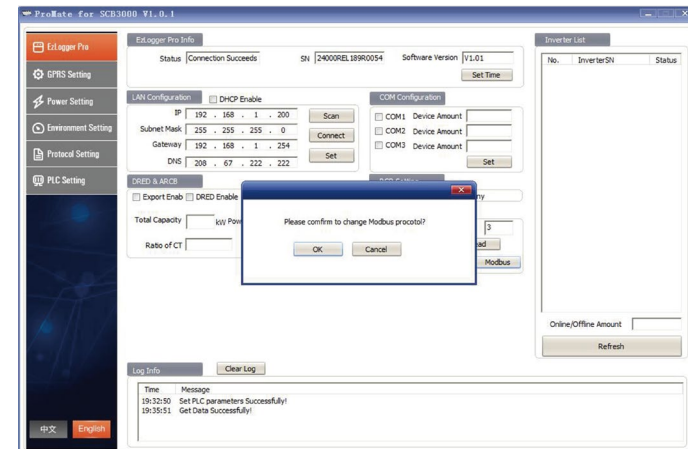 ProMate for SCB3000 V1.0.1
EzLogger Pro
GPRS Setting
Power Setting
Environment Setting
Protocol Setting
PLC Setting
中文 English
EzLogger Pro Info
Status Connection Succeeds SN 24000REL189R0054 Software Version V1.01
Set Time
LAN Configuration DHCP Enable
IP 192 . 168 . 1 . 200 Scan
Subnet Mask 255 . 255 . 255 . 0 Connect
Gateway 192 . 168 . 1 . 254
DNS 208 . 67 . 222 . 222 Set
COM Configuration
COM1 Device Amount
COM2 Device Amount
COM3 Device Amount
Set
DRED & ARCB
Export Enab DRED Enable
Total Capacity kW Pow
Ratio of CT
ny
3
ad
Modbus
Please comfirm to change Modbus procotol?
OK Cancel
Inverter List
No. InverterSN Status
Online/Offline Amount
Refresh
Log Info Clear Log
Time Message
19:32:50 Set PLC parameters Successfully!
19:35:51 Get Data Successfully!